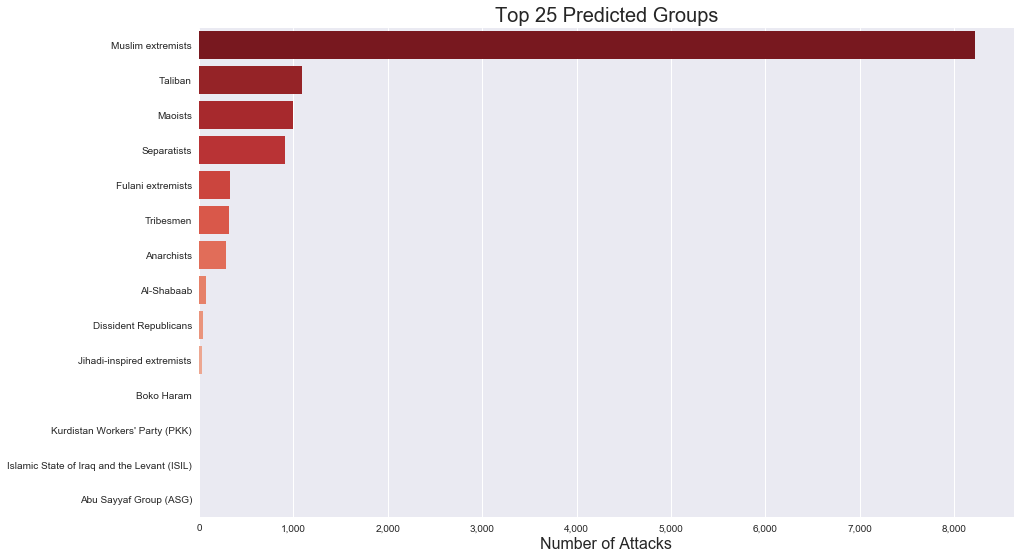 Top 25 Predicted Groups
Muslim extremists
Taliban
Maoists
Separatists
Fulani extremists
Tribesmen
Anarchists
Al-Shabaab
Dissident Republicans
Jihadi-inspired extremists
Boko Haram
Kurdistan Workers' Party (PKK)
Islamic State of Iraq and the Levant (ISIL)
Abu Sayyaf Group (ASG)
0 1,000 2,000 3,000 4,000 5,000 6,000 7,000 8,000
Number of Attacks